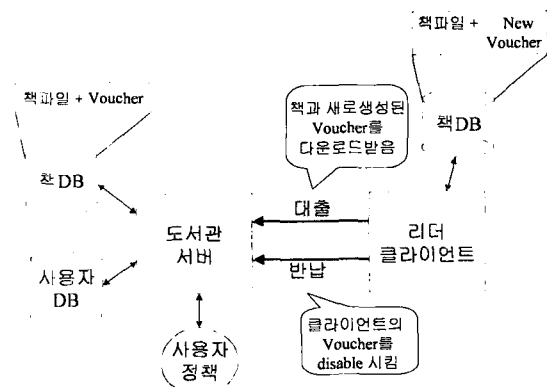 책파일 + New
Voucher
책파일 + Voucher
책과 새로생성된
Voucher를
다운로드받음
책DB
책 DB
대출
도서관
서버
리더
클라이언트
반납
사용자
DB
클라이언트의
Voucher를
disable 시킴
사용자
정책